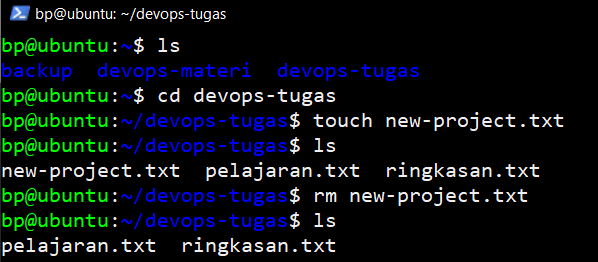 bp@ubuntu: ~/devops-tugas
bp@ubuntu:~$ ls
backup  devops-materi  devops-tugas
bp@ubuntu:~$ cd devops-tugas
bp@ubuntu:~/devops-tugas$ touch new-project.txt
bp@ubuntu:~/devops-tugas$ ls
new-project.txt  pelajaran.txt  ringkasan.txt
bp@ubuntu:~/devops-tugas$ rm new-project.txt
bp@ubuntu:~/devops-tugas$ ls
pelajaran.txt  ringkasan.txt